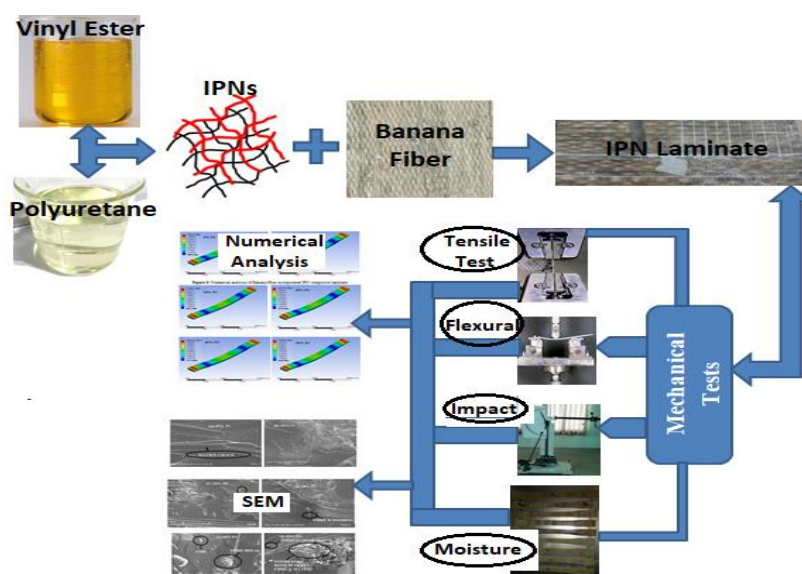 Vinyl Ester
IPNs
Banana
Fiber
IPN Laminate
Polyuretane
Numerical
Analysis
Tensile
Test
Flexural
Impact
Mechanical
Tests
SEM
Moisture